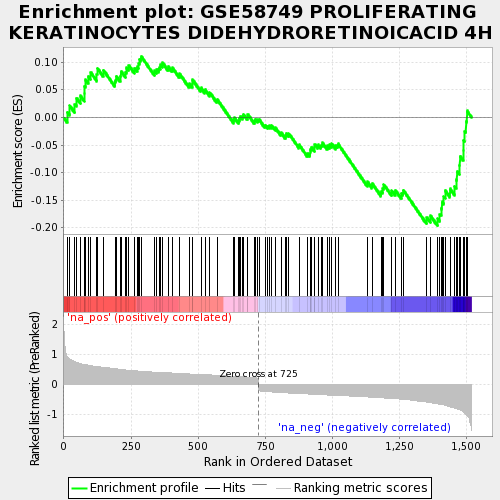 Enrichment plot: GSE58749 PROLIFERATING
KERATINOCYTES DIDEHYDRORETINOICACID 4H
Enrichment score (ES)
0.10
0.05
0.00
-0.05
-0.10
-0.15
-0.20
Ranked list metric (PreRanked)
2
1
0
-1
'na_pos' (positively correlated)
Zero cross at 725
'na_neg' (negatively correlated)
0
250
500
750
1,000
1,250
1,500
Rank in Ordered Dataset
Enrichment profile
Hits
Ranking metric scores